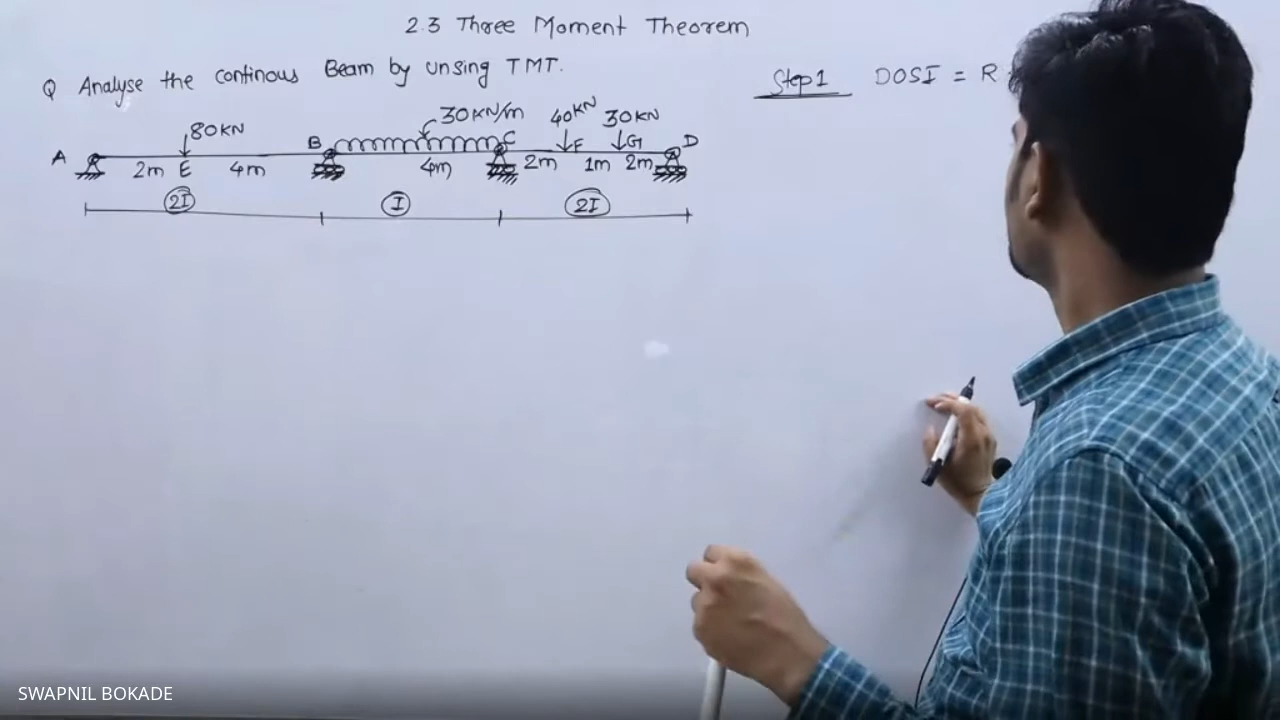 2.3 Three Moment Theorem
Q Analyse the continous Beam by unsing TMT.
Step 1 DOSI = R
80KN 30KN/m 40KN 30KN
A B C F G D
2m E 4m 4m 2m 1m 2m
2I I 2I
SWAPNIL BOKADE